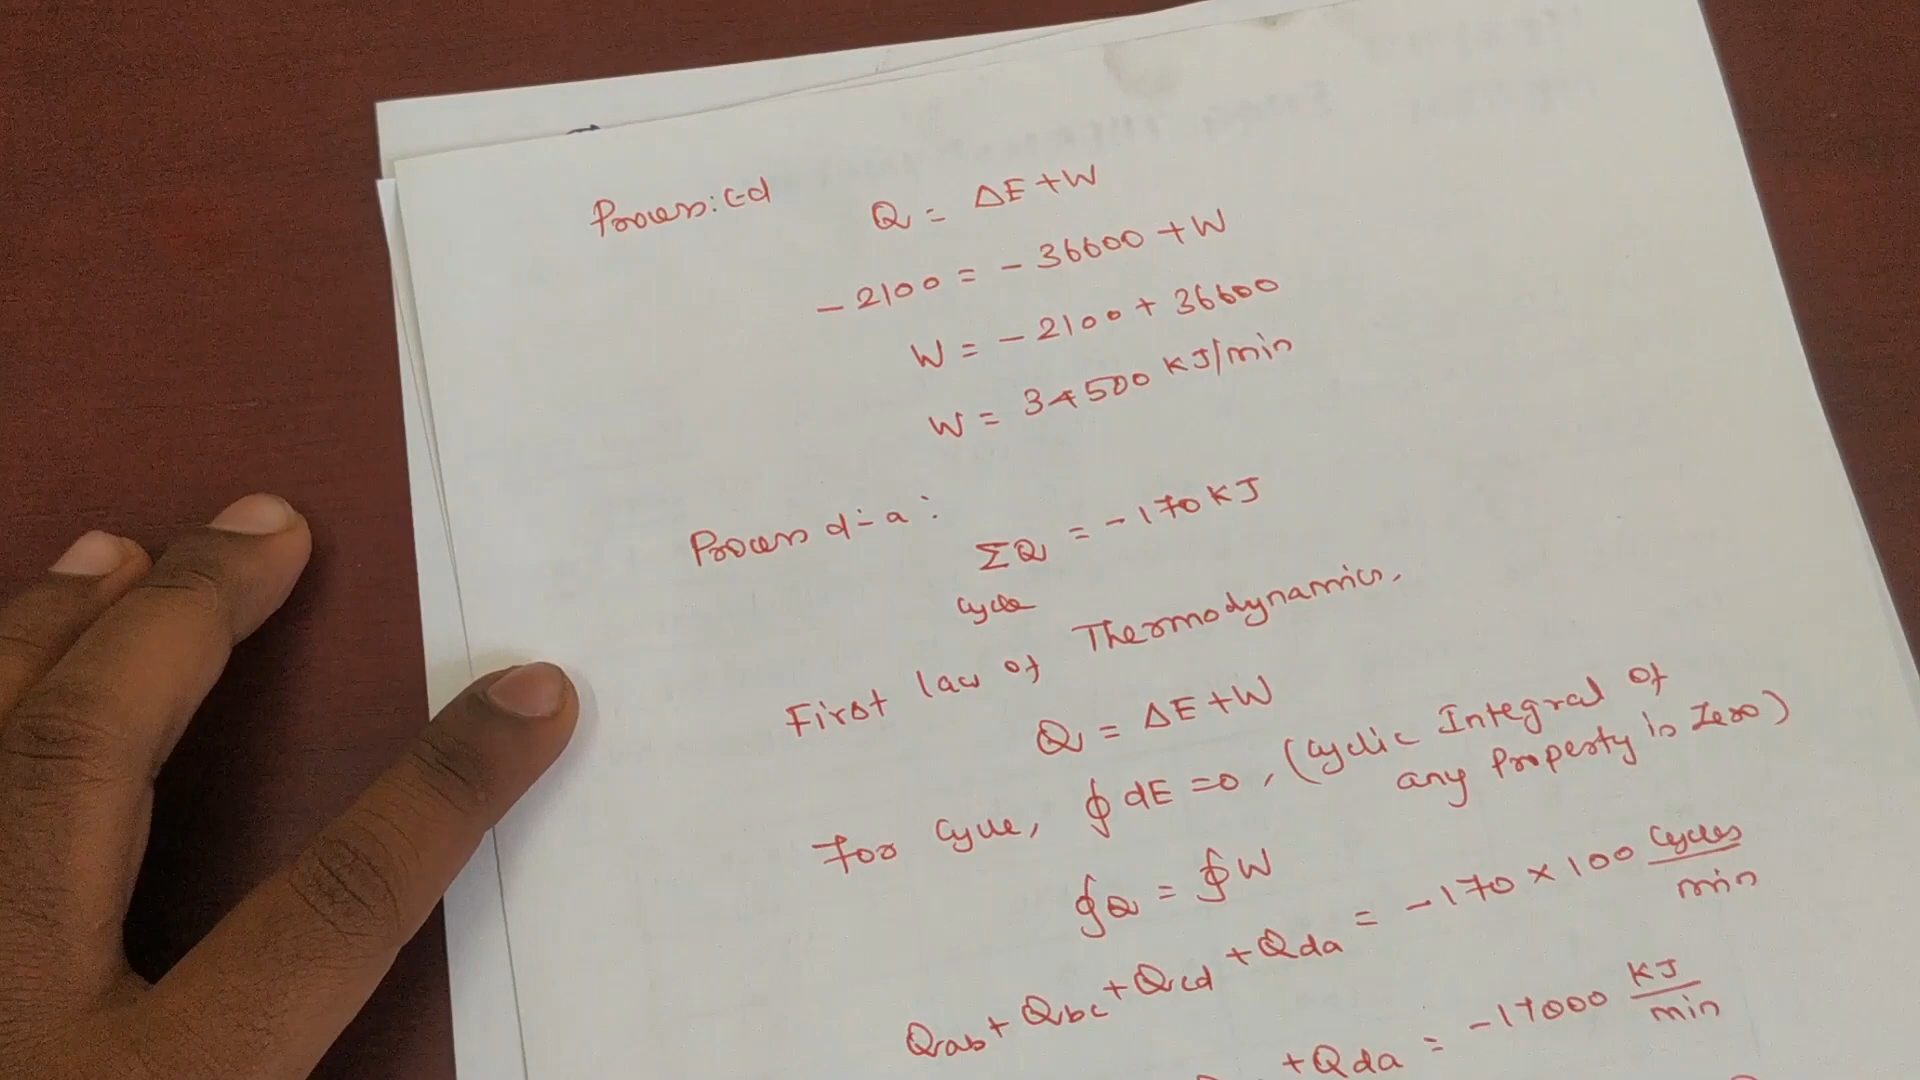 Process: c-d
Q = ΔE + W
- 2100 = - 36600 + W
W = - 2100 + 36600
W = 34500 KJ/min
Process d-a :
ΣQ = - 170 KJ
cycle
First law of Thermodynamics.
Q = ΔE + W
For cycle, ∮ dE = 0, (cyclic Integral of
any Property is Zero)
∮Q = ∮W
Qab + Qbc + Qcd + Qda = - 170 × 100 cycles/min
+ Qda = - 17000 KJ/min